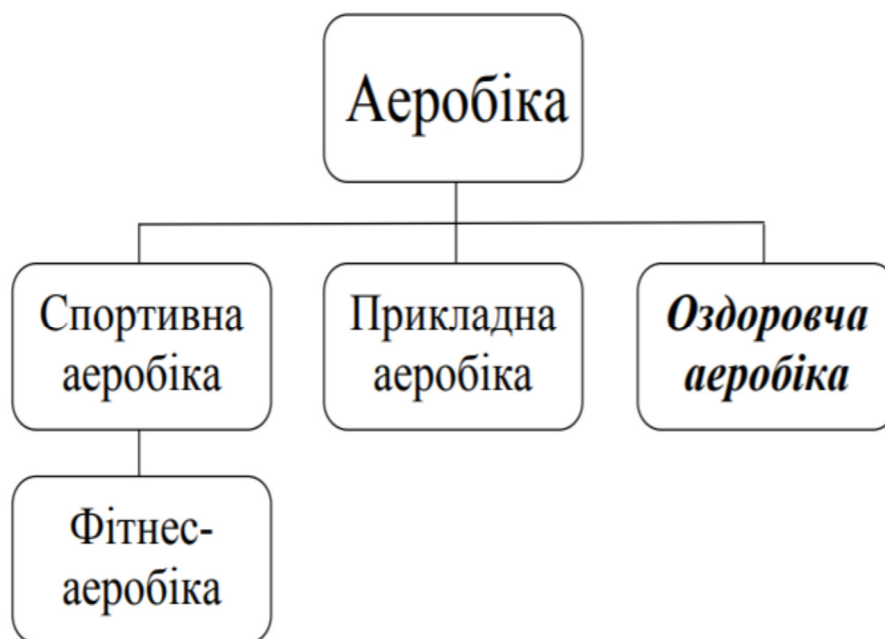 Аеробіка
Спортивна
аеробіка
Прикладна
аеробіка
Оздоровча
аеробіка
Фітнес-
аеробіка